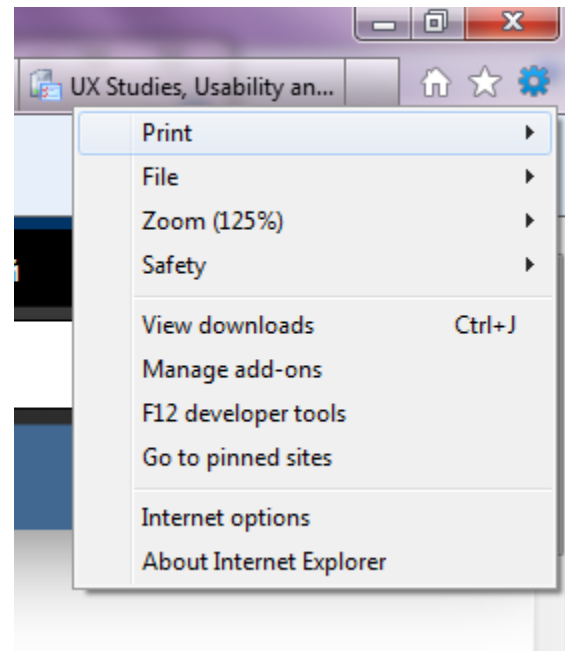 UX Studies, Usability an...
Print
File
Zoom (125%)
Safety
View downloads Ctrl+J
Manage add-ons
F12 developer tools
Go to pinned sites
Internet options
About Internet Explorer